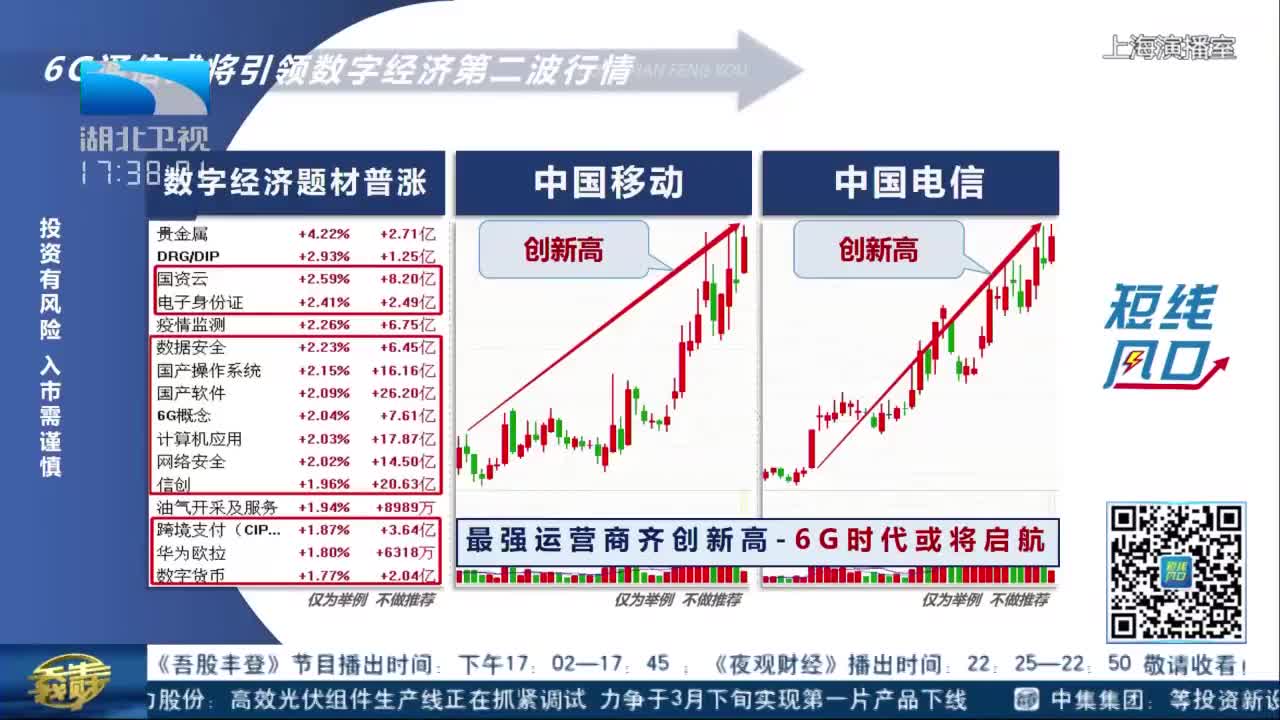 6G通信或将引领数字经济第二波行情
上海演播室
湖北卫视
17:38
投资有风险 入市需谨慎
数字经济题材普涨
贵金属 +4.22% +2.71亿
DRG/DIP +2.93% +1.25亿
国资云 +2.59% +8.20亿
电子身份证 +2.41% +2.49亿
疫情监测 +2.26% +6.75亿
数据安全 +2.23% +6.45亿
国产操作系统 +2.15% +16.16亿
国产软件 +2.09% +26.20亿
6G概念 +2.04% +7.61亿
计算机应用 +2.03% +17.87亿
网络安全 +2.02% +14.50亿
信创 +1.96% +20.63亿
油气开采及服务 +1.94% +8989万
跨境支付（CIP... +1.87% +3.64亿
华为欧拉 +1.80% +6318万
数字货币 +1.77% +2.04亿
仅为举例 不做推荐
中国移动
创新高
中国电信
创新高
最强运营商齐创新高-6G时代或将启航
仅为举例 不做推荐
仅为举例 不做推荐
短线
风口
短线
风口
《吾股丰登》节目播出时间：下午17：02—17：45；《夜观财经》播出时间：22：25—22：50 敬请收看
股份：高效光伏组件生产线正在抓紧调试 力争于3月下旬实现第一片产品下线 中集集团：等投资新设